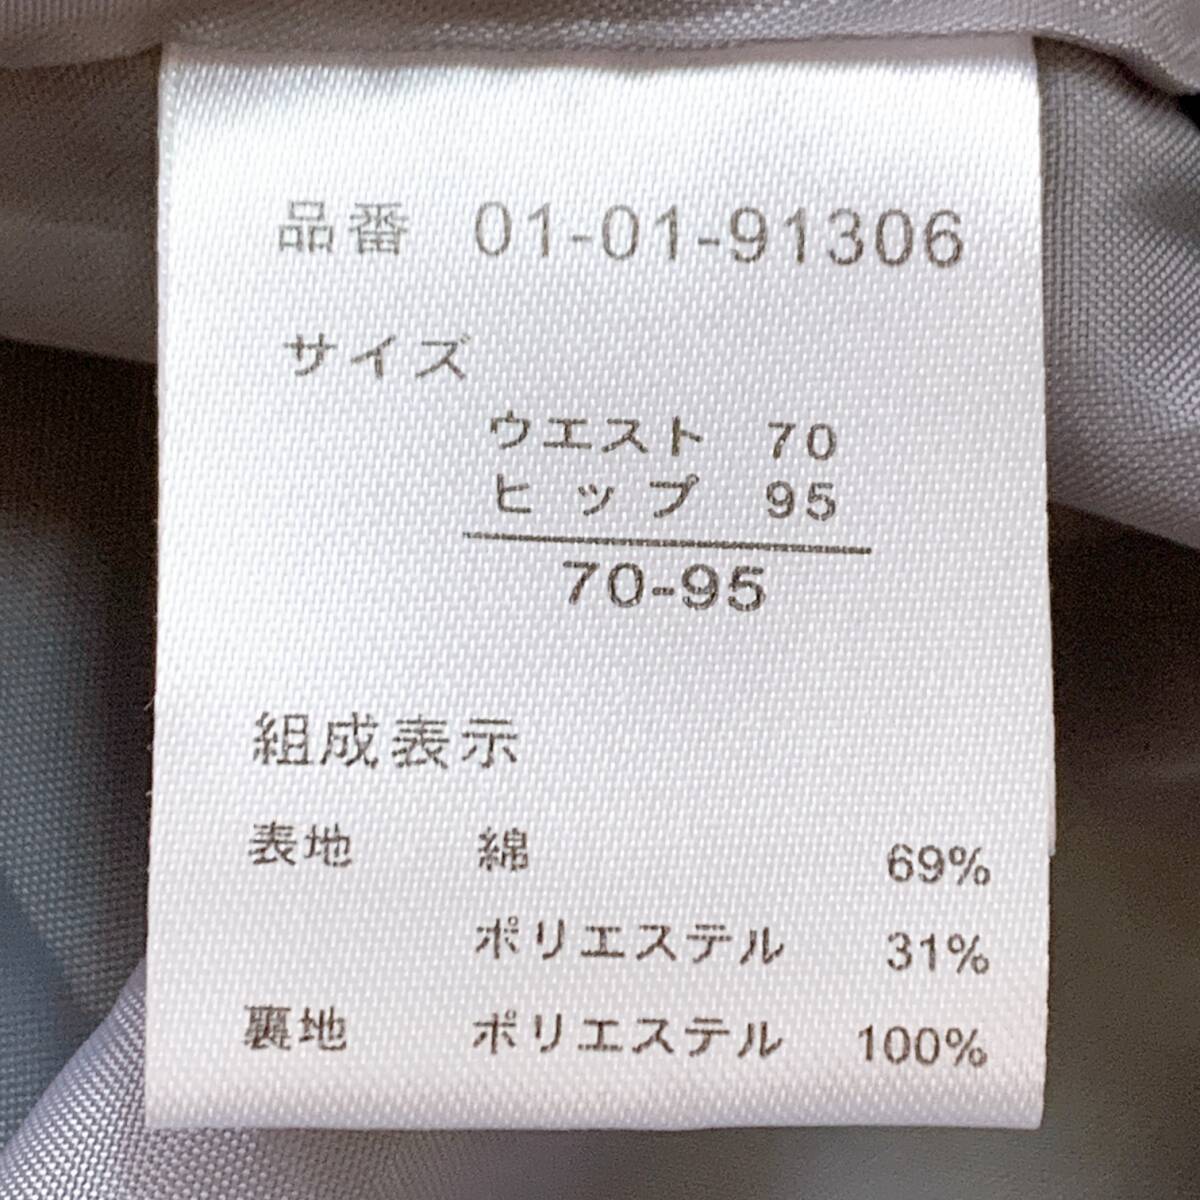 品番 01-01-91306
サイズ
ウエスト 70
ヒップ 95
70-95
組成表示
表地 綿 69%
ポリエステル 31%
裏地 ポリエステル 100%